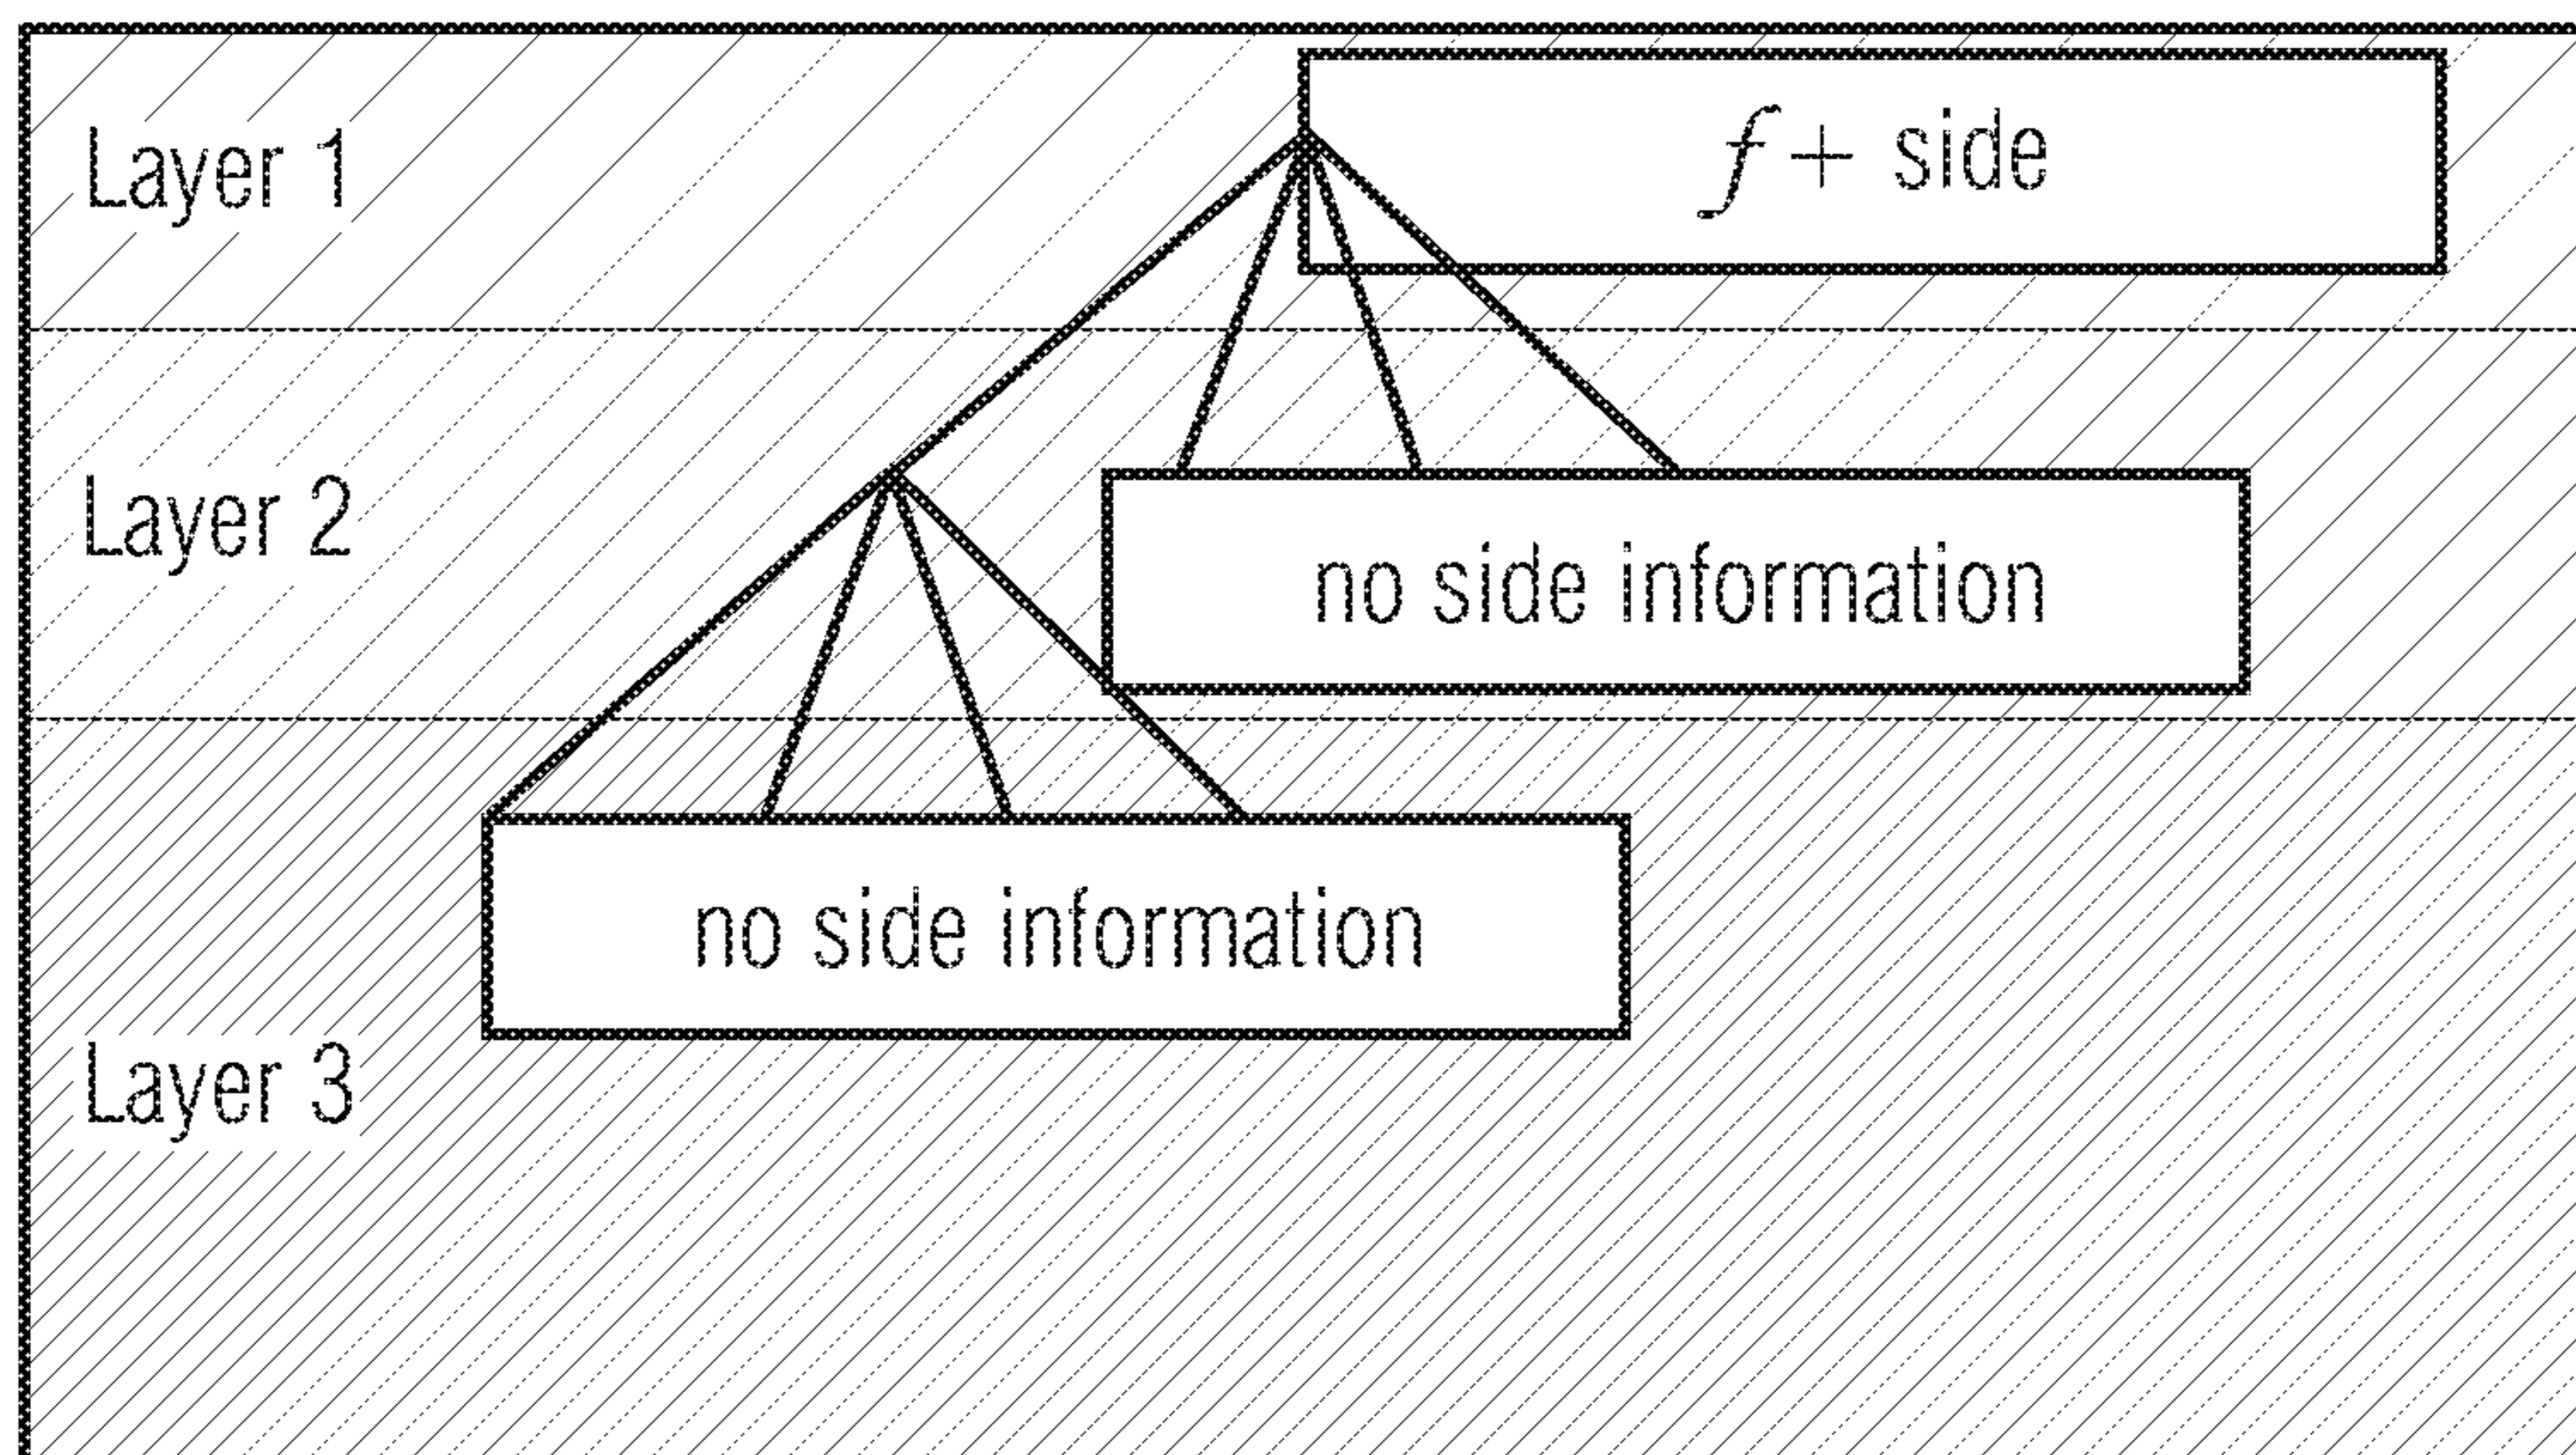 Layer 1
f + side
Layer 2
no side information
no side information
Layer 3